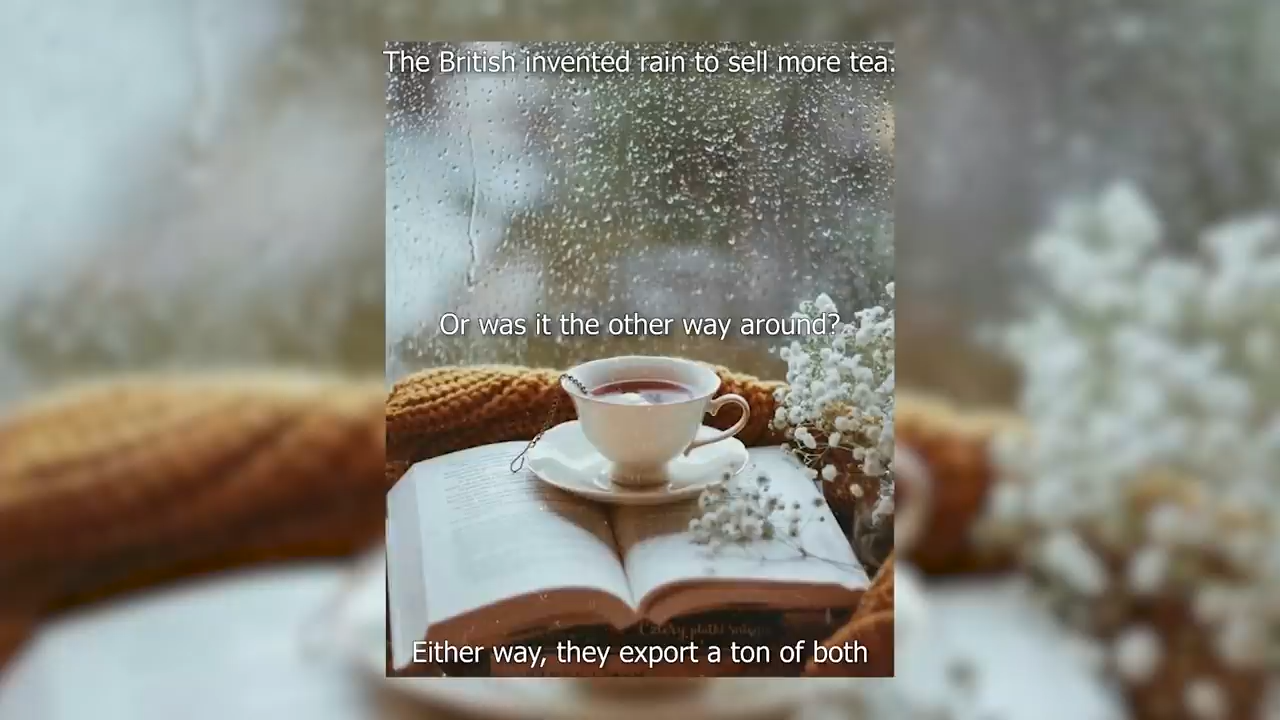 The British invented rain to sell more tea.
Or was it the other way around?
Either way, they export a ton of both